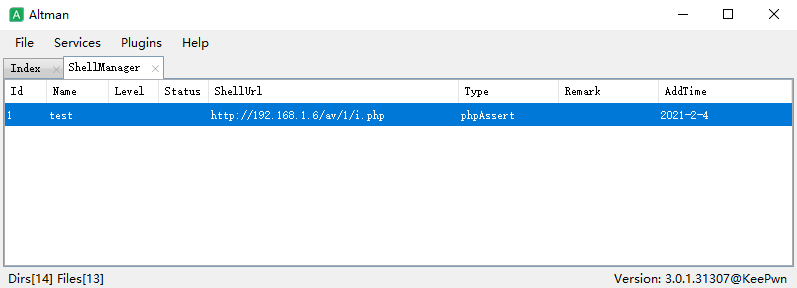 Altman
File Services Plugins Help
Index ShellManager
Id Name Level Status ShellUrl Type Remark AddTime
1 test http://192.168.1.6/av/1/i.php phpAssert 2021-2-4
Dirs[14] Files[13] Version: 3.0.1.31307@KeePwn